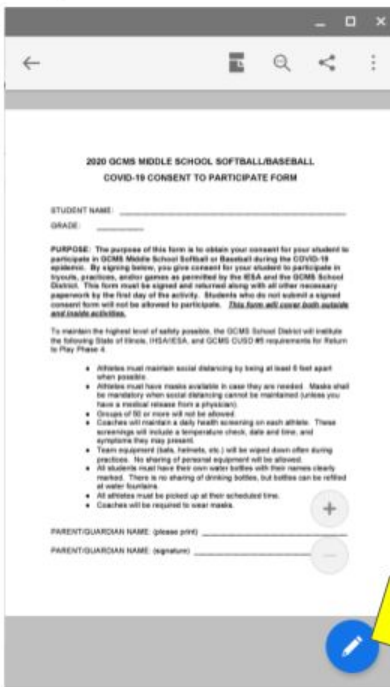 2020 GCMS MIDDLE SCHOOL SOFTBALL/BASEBALL
COVID-19 CONSENT TO PARTICIPATE FORM
STUDENT NAME:
GRADE:
PURPOSE: The purpose of this form is to obtain your consent for your student to
participate in GCMS Middle School Softball or Baseball during the COVID-19
epidemic. By signing below, you give consent for your student to participate in
tryouts, practices, and/or games as permitted by the IESA and the GCMS School
District. This form must be signed and returned along with all other necessary
paperwork by the first day of the activity. Students who do not submit a signed
consent form will not be allowed to participate. This form will cover both outside
and inside activities.
To maintain the highest level of safety possible, the GCMS School District will institute
the following State of Illinois, IHSA/IESA, and GCMS CUSD #5 requirements for Return
to Play Phase 4.
• Athletes must maintain social distancing by being at least 6 feet apart
when possible.
• Athletes must have masks available in case they are needed. Masks shall
be mandatory when social distancing cannot be maintained (unless you
have a medical release from a physician).
• Groups of 50 or more will not be allowed.
• Coaches will maintain a daily health screening on each athlete. These
screenings will include a temperature check, date and time, and
symptoms they may present.
• Team equipment (bats, helmets, etc.) will be wiped down often during
practices. No sharing of personal equipment will be allowed.
• All students must have their own water bottles with their names clearly
marked. There is no sharing of drinking bottles, but bottles can be refilled
at water fountains.
• All athletes must be picked up at their scheduled time.
• Coaches will be required to wear masks.
PARENT/GUARDIAN NAME: (please print)
PARENT/GUARDIAN NAME: (signature)